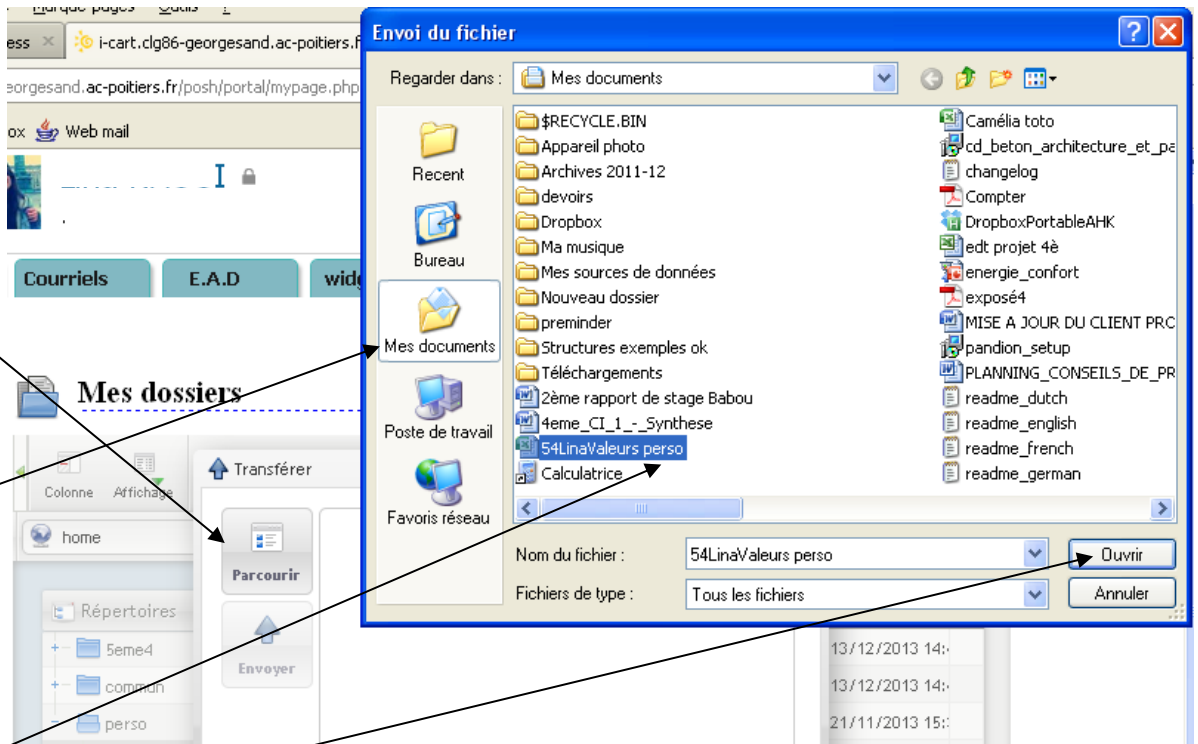 Marque-pages Outils ?
ess
i-cart.clg86-georgesand.ac-poitiers.f
eorgesand.ac-poitiers.fr/posh/portal/mypage.php
ox Web mail
.
Courriels
E.A.D
widg
Mes dossiers
Colonne
Affichage
home
Répertoires
5eme4
commun
perso
Transférer
Parcourir
Envoyer
Envoi du fichier
Regarder dans :
Mes documents
Recent
Bureau
Mes documents
Poste de travail
Favoris réseau
$RECYCLE.BIN
Appareil photo
Archives 2011-12
devoirs
Dropbox
Ma musique
Mes sources de données
Nouveau dossier
preminder
Structures exemples ok
Téléchargements
2ème rapport de stage Babou
4eme_CI_1_-_Synthese
54LinaValeurs perso
Calculatrice
Camélia toto
cd_beton_architecture_et_pa
changelog
Compter
DropboxPortableAHK
edt projet 4è
energie_confort
exposé4
MISE A JOUR DU CLIENT PRO
pandion_setup
PLANNING_CONSEILS_DE_PR
readme_dutch
readme_english
readme_french
readme_german
Nom du fichier :
54LinaValeurs perso
Ouvrir
Fichiers de type :
Tous les fichiers
Annuler
13/12/2013 14:
13/12/2013 14:
21/11/2013 15: